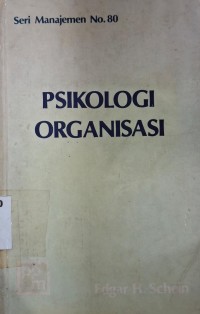 Seri Manajemen No. 80
PSIKOLOGI
ORGANISASI
Edgar H. Schein